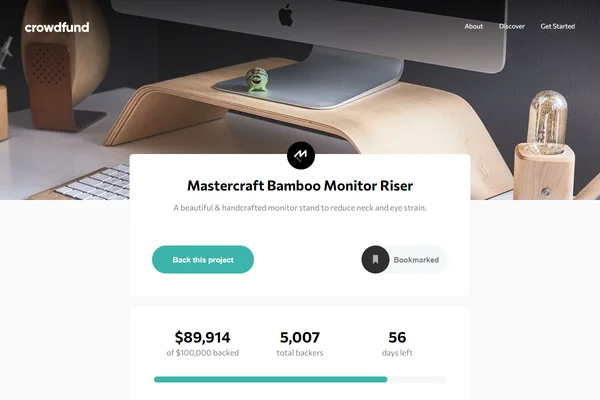 crowdfund
About Discover Get Started
Mastercraft Bamboo Monitor Riser
A beautiful & handcrafted monitor stand to reduce neck and eye strain.
Back this project
Bookmarked
$89,914 5,007 56
of $100,000 backed total backers days left